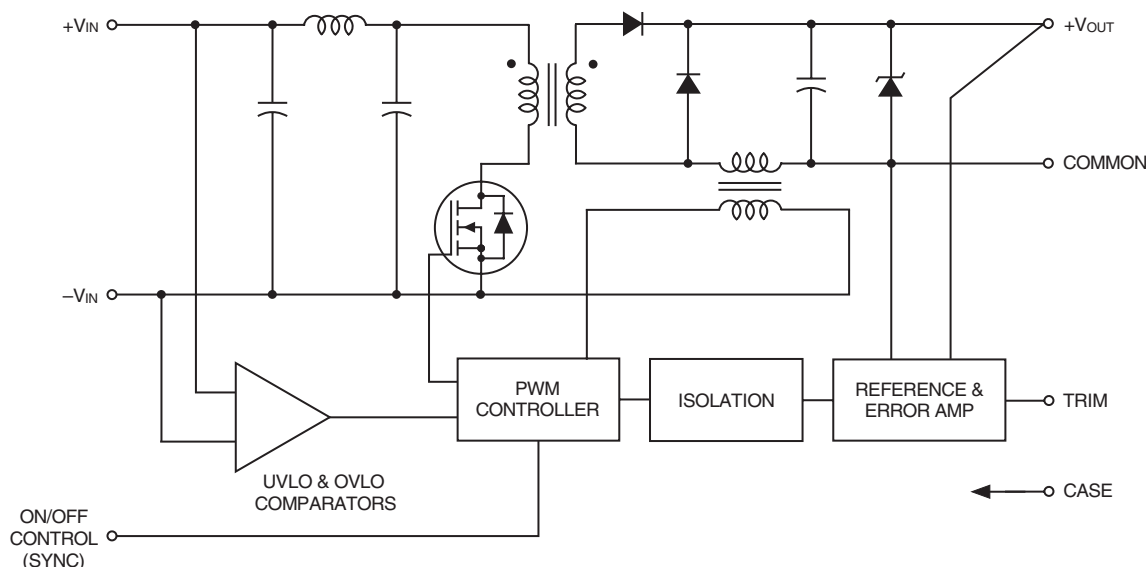 +VIN
+VOUT
COMMON
–VIN
PWM
CONTROLLER
ISOLATION
REFERENCE &
ERROR AMP
TRIM
UVLO & OVLO
COMPARATORS
CASE
ON/OFF
CONTROL
(SYNC)